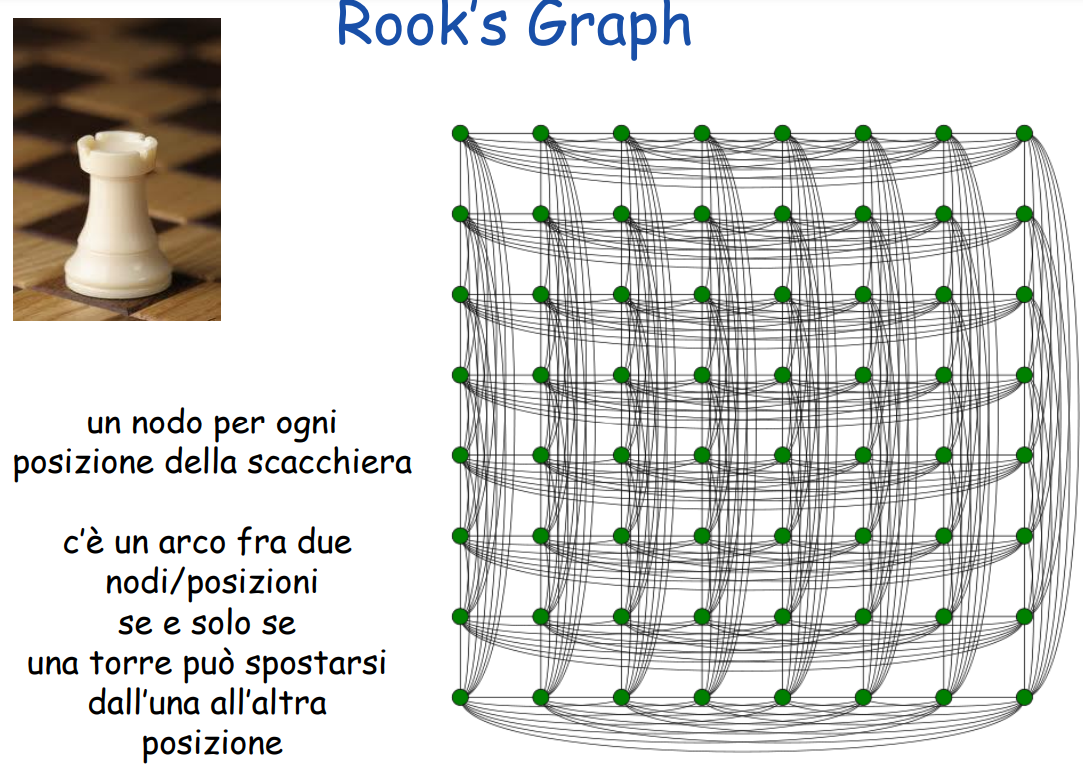 Rook's Graph
un nodo per ogni
posizione della scacchiera
c'è un arco fra due
nodi/posizioni
se e solo se
una torre può spostarsi
dall'una all'altra
posizione